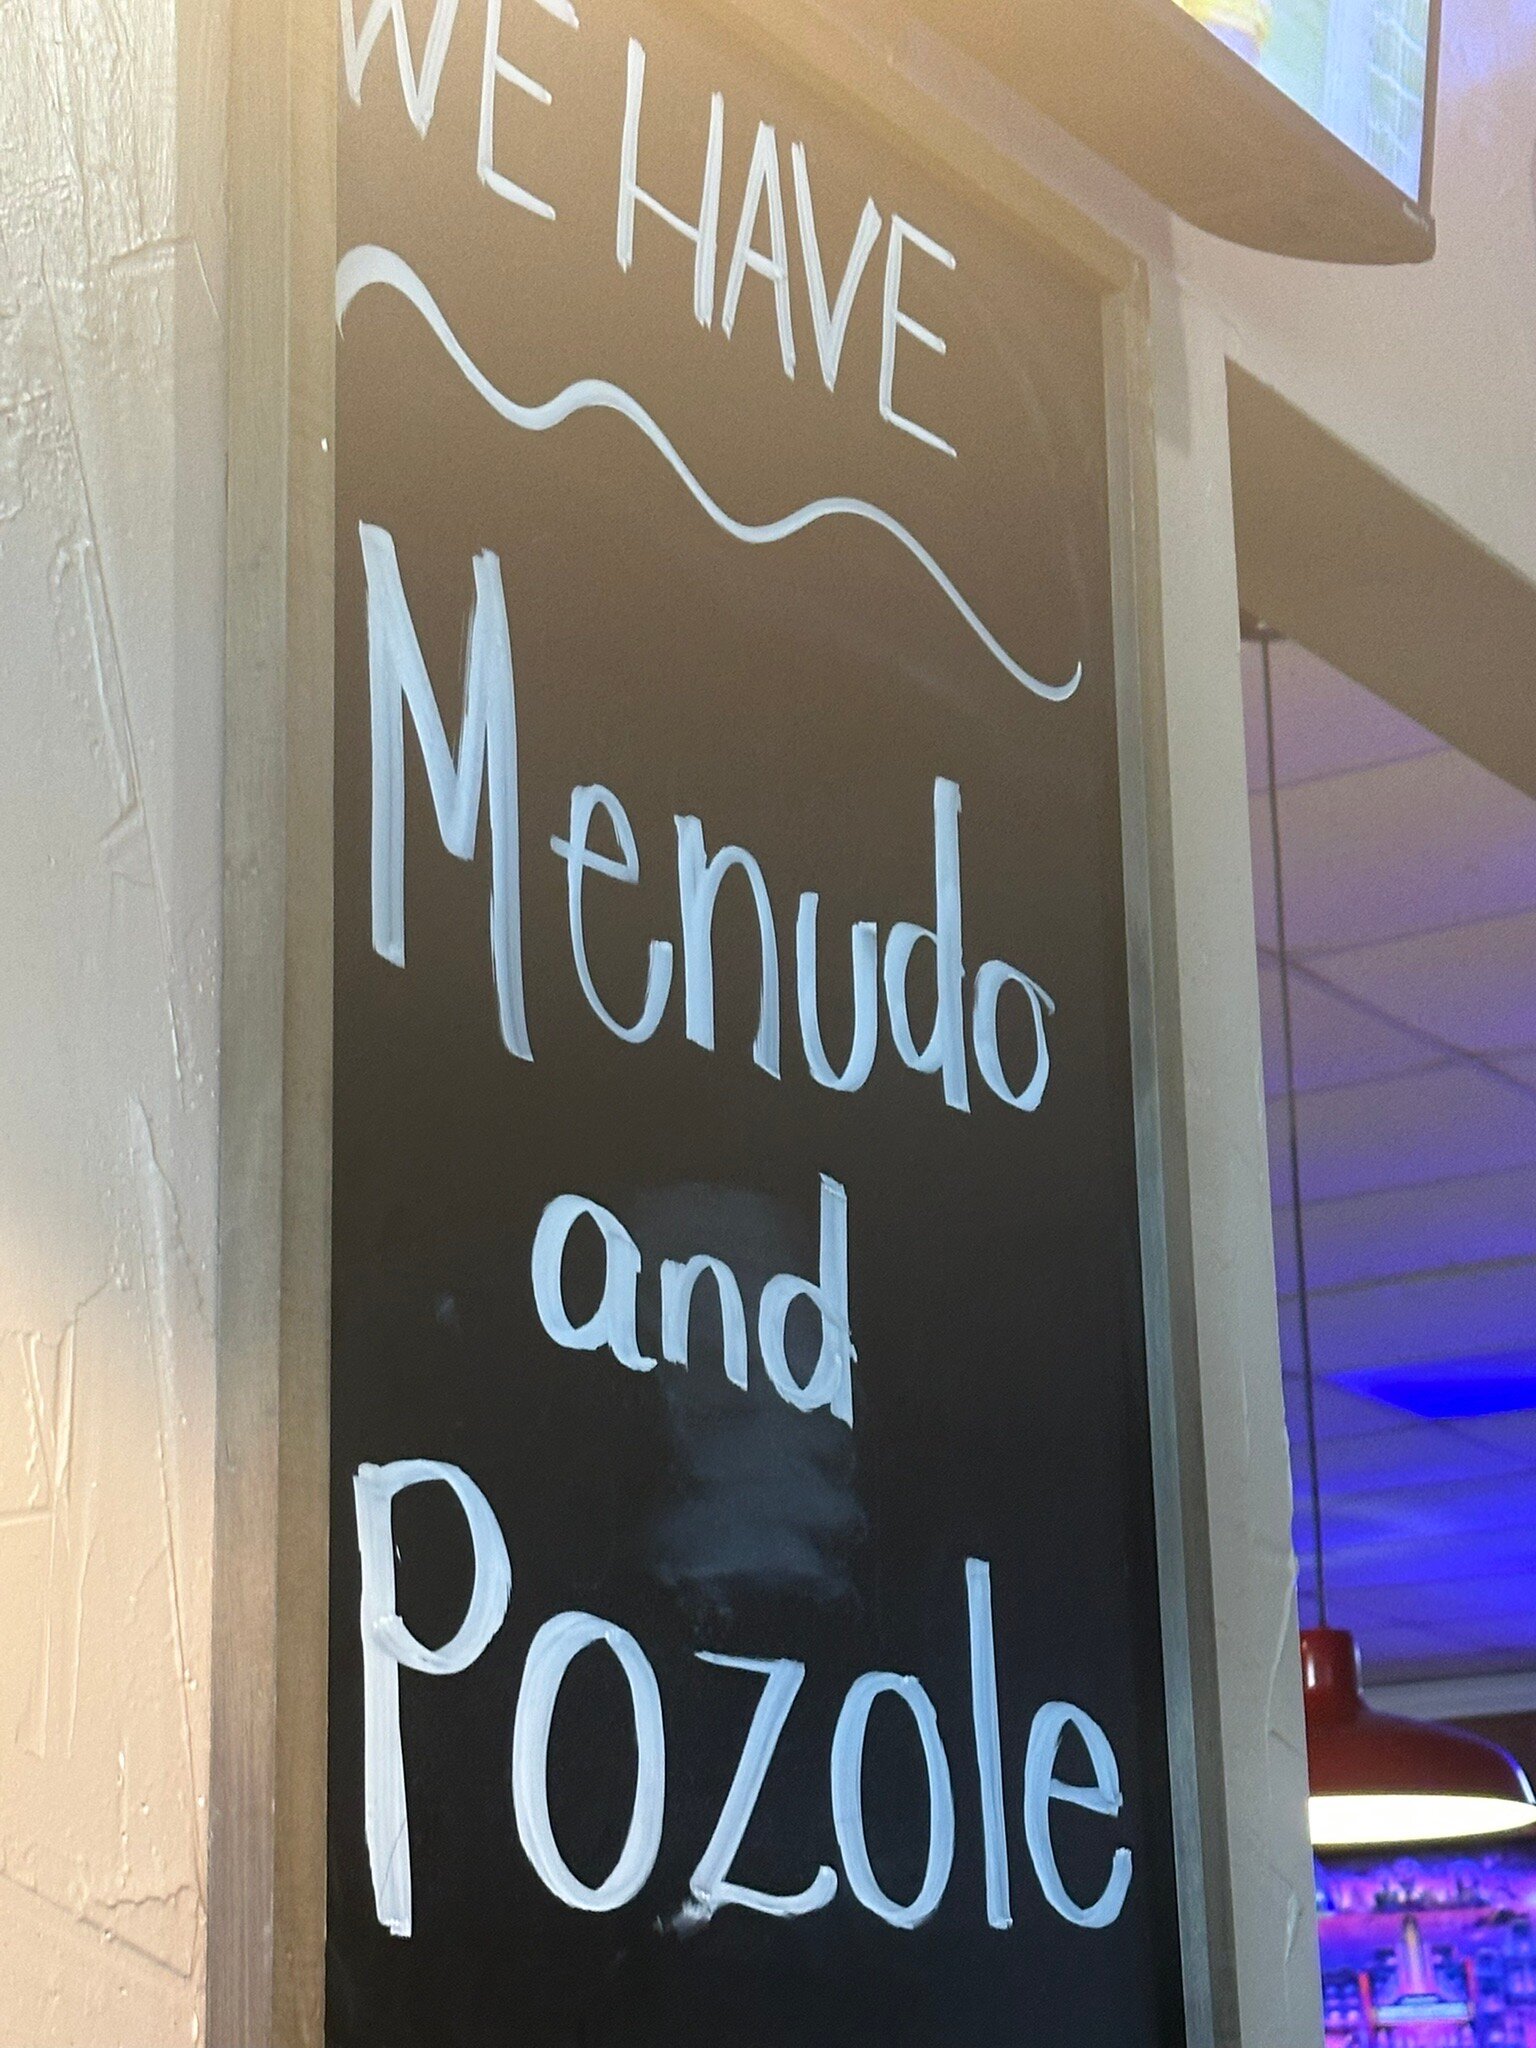 WE HAVE
Menudo
and
Pozole